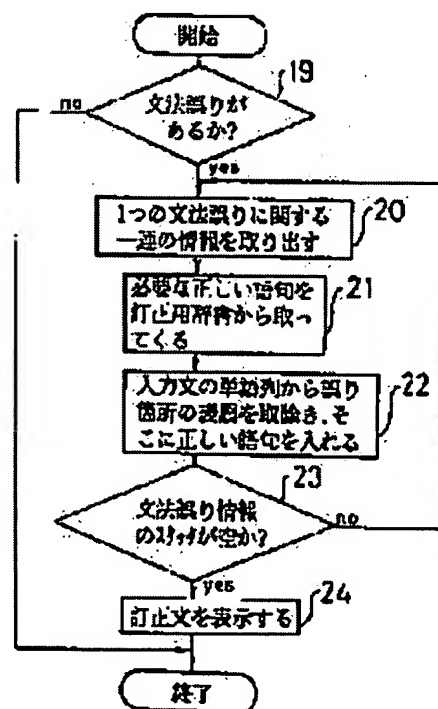 開始
19
no
文法誤りが
あるか?
yes
1つの文法誤りに関する
一連の情報を取り出す
20
必要な正しい語句を
訂正用辞書から取っ
てくる
21
入力文の単語列から誤り
箇所の表層を取除き、そ
こに正しい語句を入れる
22
23
文法誤り情報
のスタックが空か?
no
yes
訂正文を表示する
24
終了